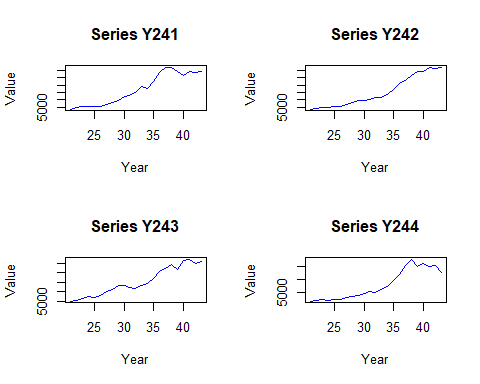 Series Y241
Value
5000
25 30 35 40
Year
Series Y242
Value
5000
25 30 35 40
Year
Series Y243
Value
5000
25 30 35 40
Year
Series Y244
Value
5000
25 30 35 40
Year